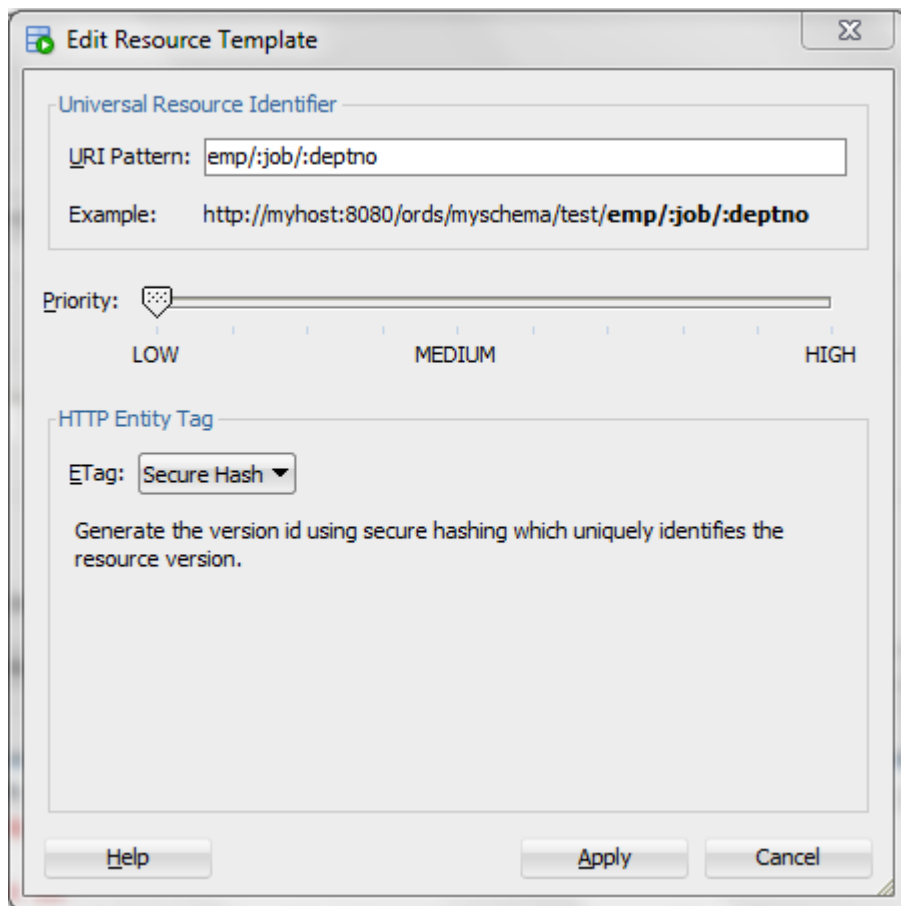 Edit Resource Template
Universal Resource Identifier
URI Pattern: emp/:job/:deptno
Example: http://myhost:8080/ords/myschema/test/emp/:job/:deptno
Priority:
LOW MEDIUM HIGH
HTTP Entity Tag
ETag: Secure Hash
Generate the version id using secure hashing which uniquely identifies the
resource version.
Help Apply Cancel